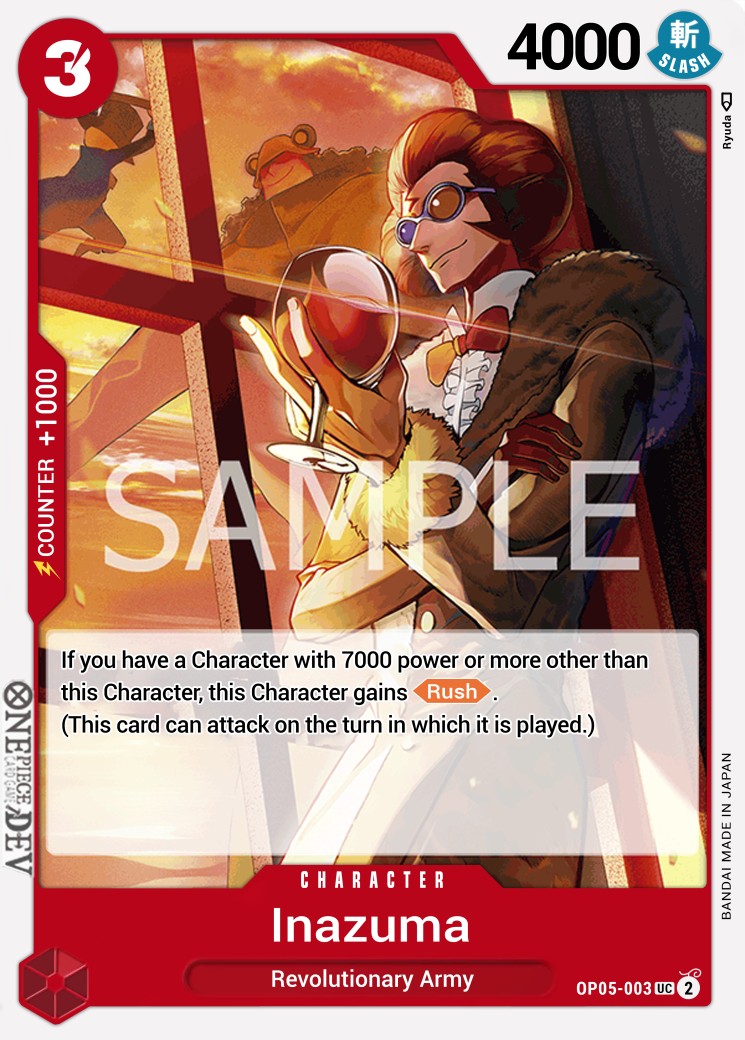 3
4000
斬
SLASH
Ryuda
COUNTER +1000
SAMPLE
If you have a Character with 7000 power or more other than
this Character, this Character gains Rush.
(This card can attack on the turn in which it is played.)
ONE PIECE
CARD GAME
DEV
BANDAI MADE IN JAPAN
CHARACTER
Inazuma
Revolutionary Army
OP05-003 UC 2